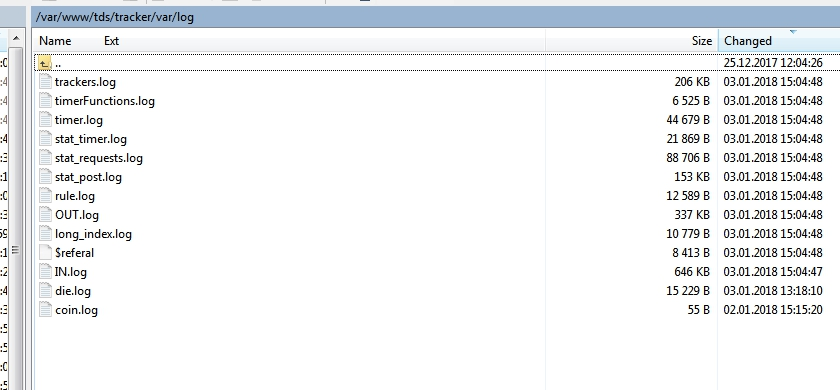 /var/www/tds/tracker/var/log
Name Ext Size Changed
.. 25.12.2017 12:04:26
trackers.log 206 KB 03.01.2018 15:04:48
timerFunctions.log 6 525 B 03.01.2018 15:04:48
timer.log 44 679 B 03.01.2018 15:04:48
stat_timer.log 21 869 B 03.01.2018 15:04:48
stat_requests.log 88 706 B 03.01.2018 15:04:48
stat_post.log 153 KB 03.01.2018 15:04:48
rule.log 12 589 B 03.01.2018 15:04:48
OUT.log 337 KB 03.01.2018 15:04:48
long_index.log 10 779 B 03.01.2018 15:04:48
$referal 8 413 B 03.01.2018 15:04:48
IN.log 646 KB 03.01.2018 15:04:47
die.log 15 229 B 03.01.2018 13:18:10
coin.log 55 B 02.01.2018 15:15:20